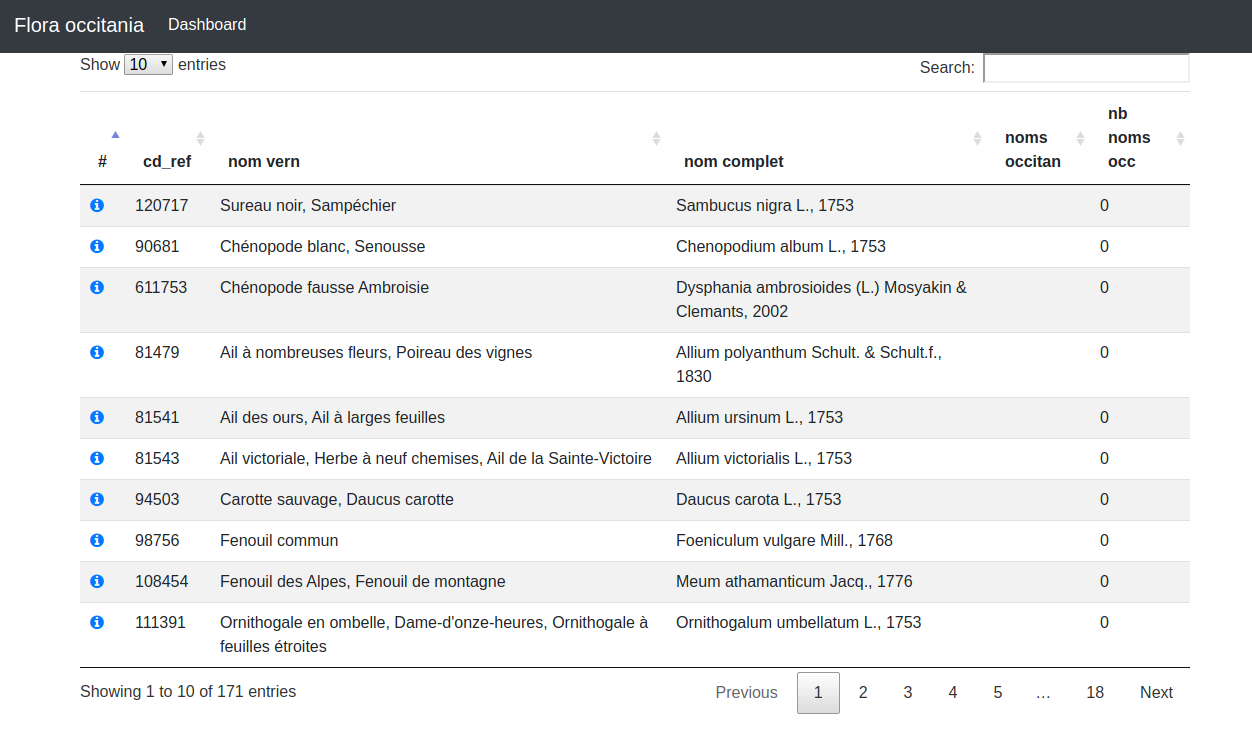 Flora occitania Dashboard
Show 10 entries Search:
# cd_ref nom vern nom complet noms occitan nb noms occ
120717 Sureau noir, Sampéchier Sambucus nigra L., 1753 0
90681 Chénopode blanc, Senousse Chenopodium album L., 1753 0
611753 Chénopode fausse Ambroisie Dysphania ambrosioides (L.) Mosyakin & 0
Clemants, 2002
81479 Ail à nombreuses fleurs, Poireau des vignes Allium polyanthum Schult. & Schult.f., 0
1830
81541 Ail des ours, Ail à larges feuilles Allium ursinum L., 1753 0
81543 Ail victoriale, Herbe à neuf chemises, Ail de la Sainte-Victoire Allium victorialis L., 1753 0
94503 Carotte sauvage, Daucus carotte Daucus carota L., 1753 0
98756 Fenouil commun Foeniculum vulgare Mill., 1768 0
108454 Fenouil des Alpes, Fenouil de montagne Meum athamanticum Jacq., 1776 0
111391 Ornithogale en ombelle, Dame-d'onze-heures, Ornithogale à Ornithogalum umbellatum L., 1753 0
feuilles étroites
Showing 1 to 10 of 171 entries Previous 1 2 3 4 5 … 18 Next